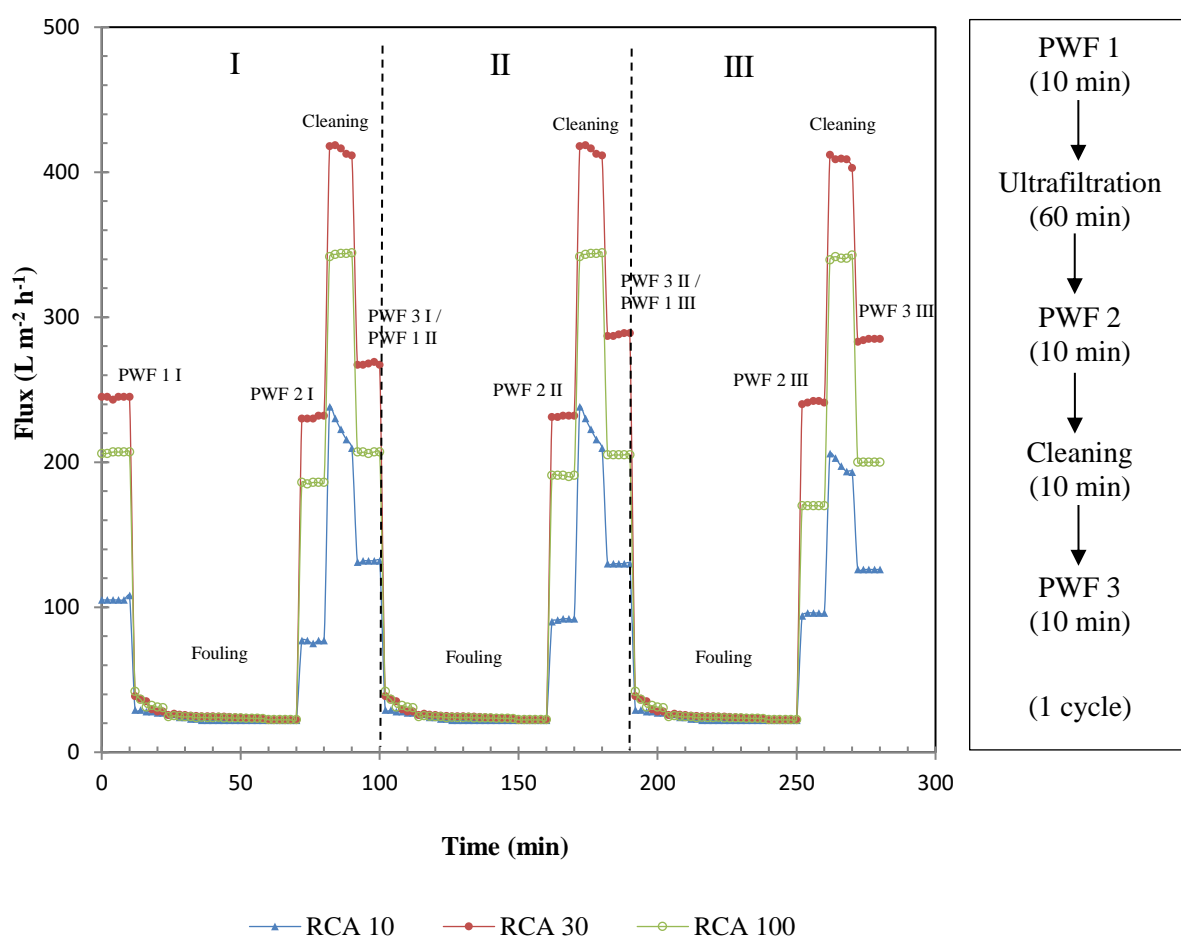 I
II
III
Cleaning
Cleaning
Cleaning
PWF 1 I
PWF 2 I
PWF 3 I /
PWF 1 II
PWF 2 II
PWF 3 II /
PWF 1 III
PWF 2 III
PWF 3 III
Fouling
Fouling
Fouling
500
400
300
200
100
0
Flux (L m⁻² h⁻¹)
0
50
100
150
200
250
300
Time (min)
RCA 10
RCA 30
RCA 100
PWF 1
(10 min)
Ultrafiltration
(60 min)
PWF 2
(10 min)
Cleaning
(10 min)
PWF 3
(10 min)
(1 cycle)